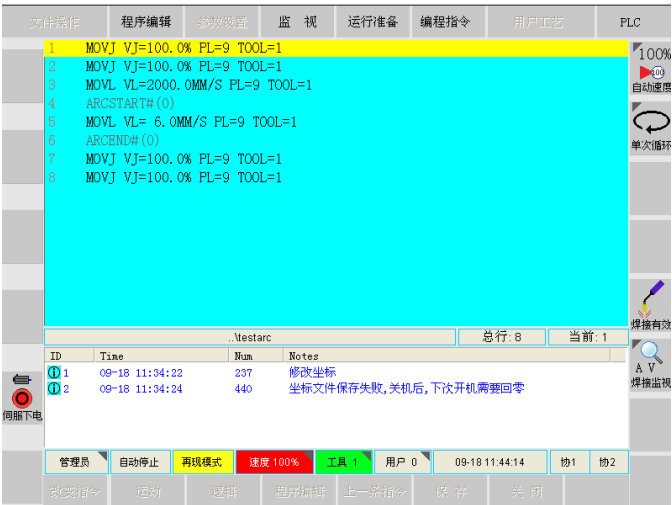 文件操作 程序编辑 参数设置 监 视 运行准备 编程指令 用户工艺 PLC
1 MOVJ VJ=100.0% PL=9 TOOL=1
2 MOVJ VJ=100.0% PL=9 TOOL=1
3 MOVL VL=2000.0MM/S PL=9 TOOL=1
4 ARCSTART#(0)
5 MOVL VL= 6.0MM/S PL=9 TOOL=1
6 ARCEND#(0)
7 MOVJ VJ=100.0% PL=9 TOOL=1
8 MOVJ VJ=100.0% PL=9 TOOL=1
100%
100
自动速度
单次循环
焊接有效
A V
焊接监视
伺服下电
..\testarc 总行:8 当前:1
ID Time Num Notes
1 09-18 11:34:22 237 修改坐标
2 09-18 11:34:24 440 坐标文件保存失败,关机后,下次开机需要回零
管理员 自动停止 再现模式 速度 100% 工具 1 用户 0 09-18 11:44:14 协1 协2
改变指令 运动 逻辑 程序编辑 上一条指令 保 存 关 闭